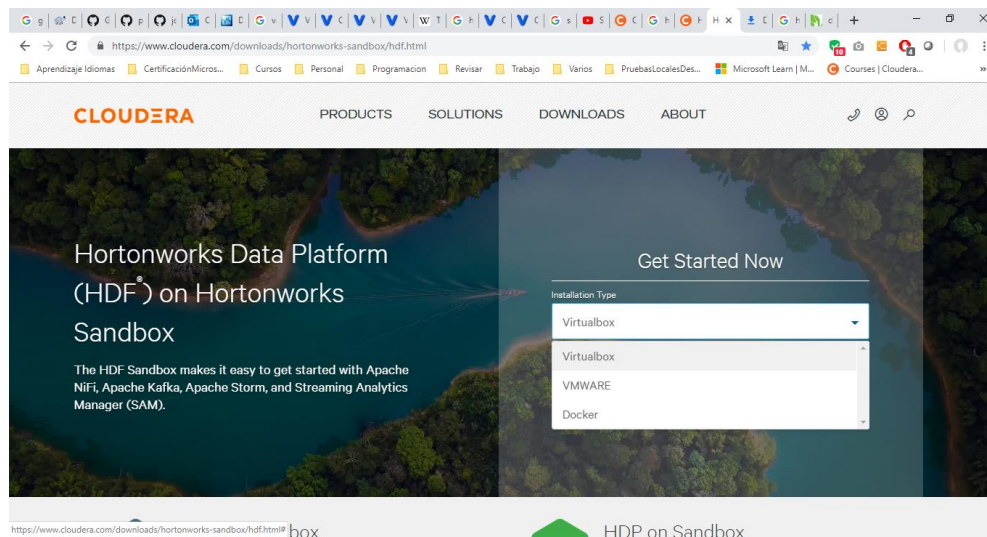 https://www.cloudera.com/downloads/hortonworks-sandbox/hdf.html
Aprendizaje Idiomas CertificaciónMicros... Cursos Personal Programacion Revisar Trabajo Varios PruebasLocalesDes... Microsoft Learn | M... Courses | Cloudera... »
CLOUDERA PRODUCTS SOLUTIONS DOWNLOADS ABOUT
Hortonworks Data Platform
(HDF®) on Hortonworks
Sandbox
The HDF Sandbox makes it easy to get started with Apache
NiFi, Apache Kafka, Apache Storm, and Streaming Analytics
Manager (SAM).
Get Started Now
Installation Type
Virtualbox
Virtualbox
VMWARE
Docker
https://www.cloudera.com/downloads/hortonworks-sandbox/hdf.html#
HDP on Sandbox